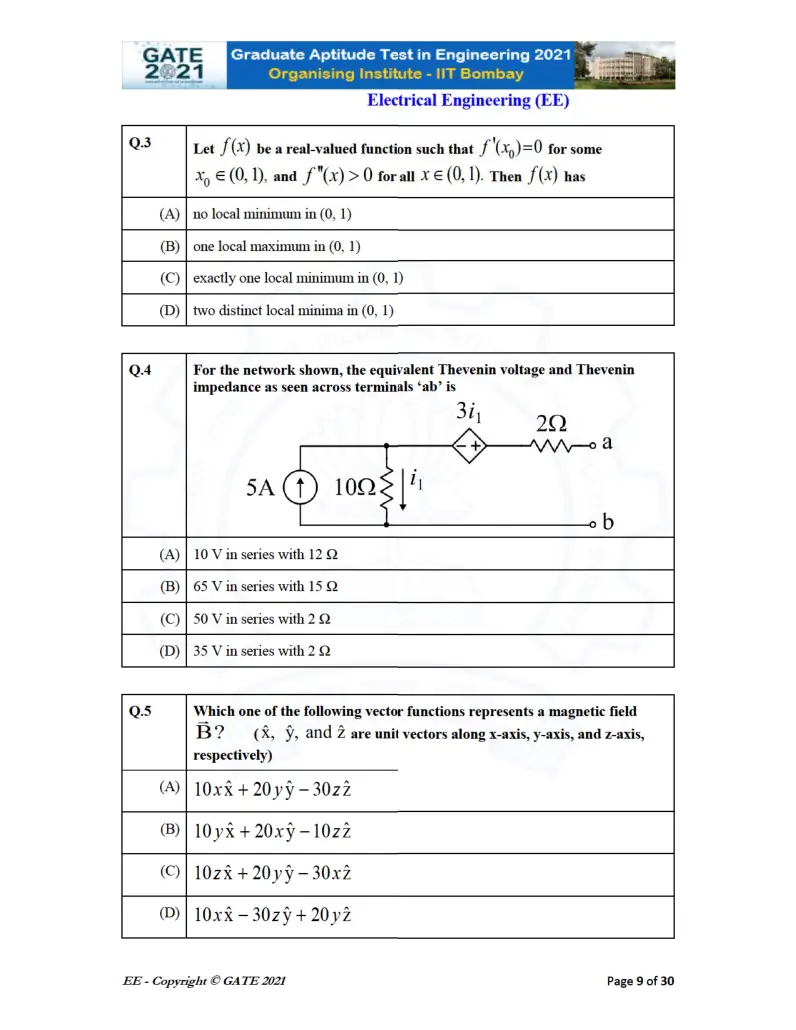 GATE
2021
Graduate Aptitude Test in Engineering 2021
Organising Institute - IIT Bombay
Electrical Engineering (EE)
Q.3
Let f(x) be a real-valued function such that f'(x₀)=0 for some
x₀ ∈ (0, 1), and f''(x) > 0 for all x ∈ (0, 1). Then f(x) has
(A) no local minimum in (0, 1)
(B) one local maximum in (0, 1)
(C) exactly one local minimum in (0, 1)
(D) two distinct local minima in (0, 1)
Q.4
For the network shown, the equivalent Thevenin voltage and Thevenin
impedance as seen across terminals ‘ab’ is
3i₁
2Ω
a
− +
5A
10Ω
i₁
b
(A) 10 V in series with 12 Ω
(B) 65 V in series with 15 Ω
(C) 50 V in series with 2 Ω
(D) 35 V in series with 2 Ω
Q.5
Which one of the following vector functions represents a magnetic field
B⃗ ? (x̂, ŷ, and ẑ are unit vectors along x-axis, y-axis, and z-axis,
respectively)
(A) 10xx̂ + 20yŷ − 30zẑ
(B) 10yx̂ + 20xŷ − 10zẑ
(C) 10zx̂ + 20yŷ − 30xẑ
(D) 10xx̂ − 30zŷ + 20yẑ
EE - Copyright © GATE 2021
Page 9 of 30